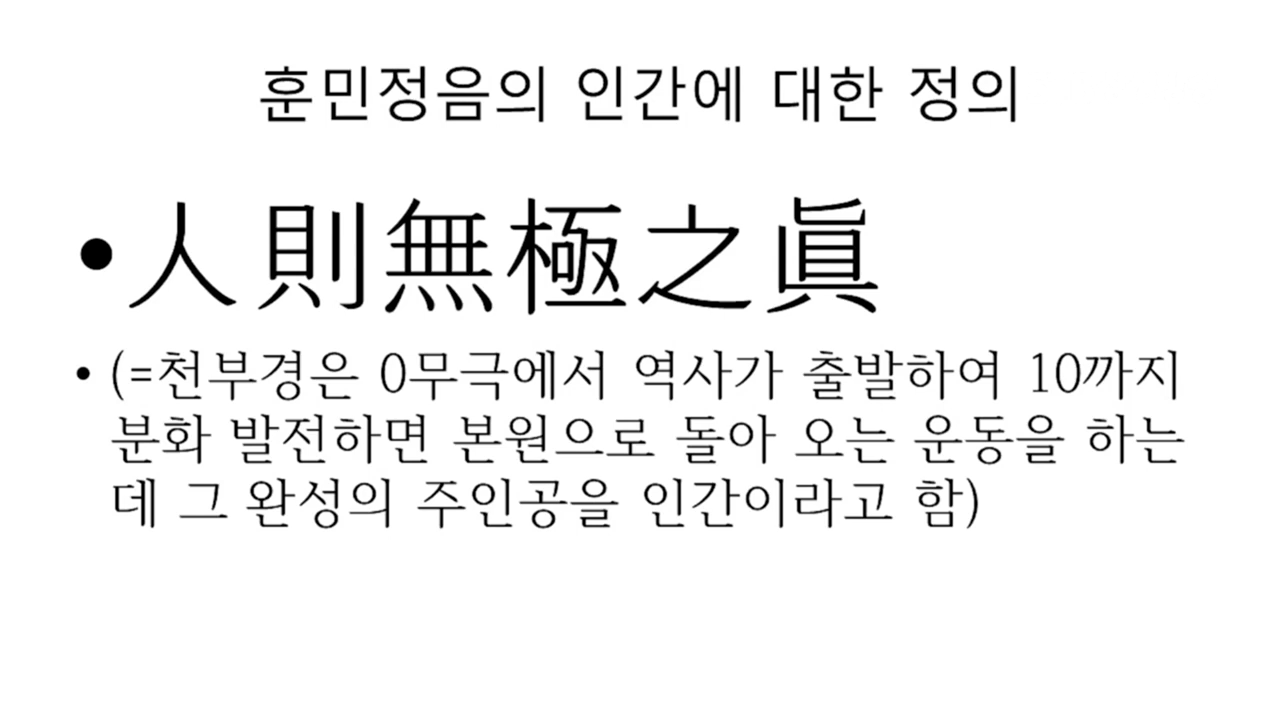 훈민정음의 인간에 대한 정의
•人則無極之眞
• (=천부경은 0무극에서 역사가 출발하여 10까지
분화 발전하면 본원으로 돌아 오는 운동을 하는
데 그 완성의 주인공을 인간이라고 함)